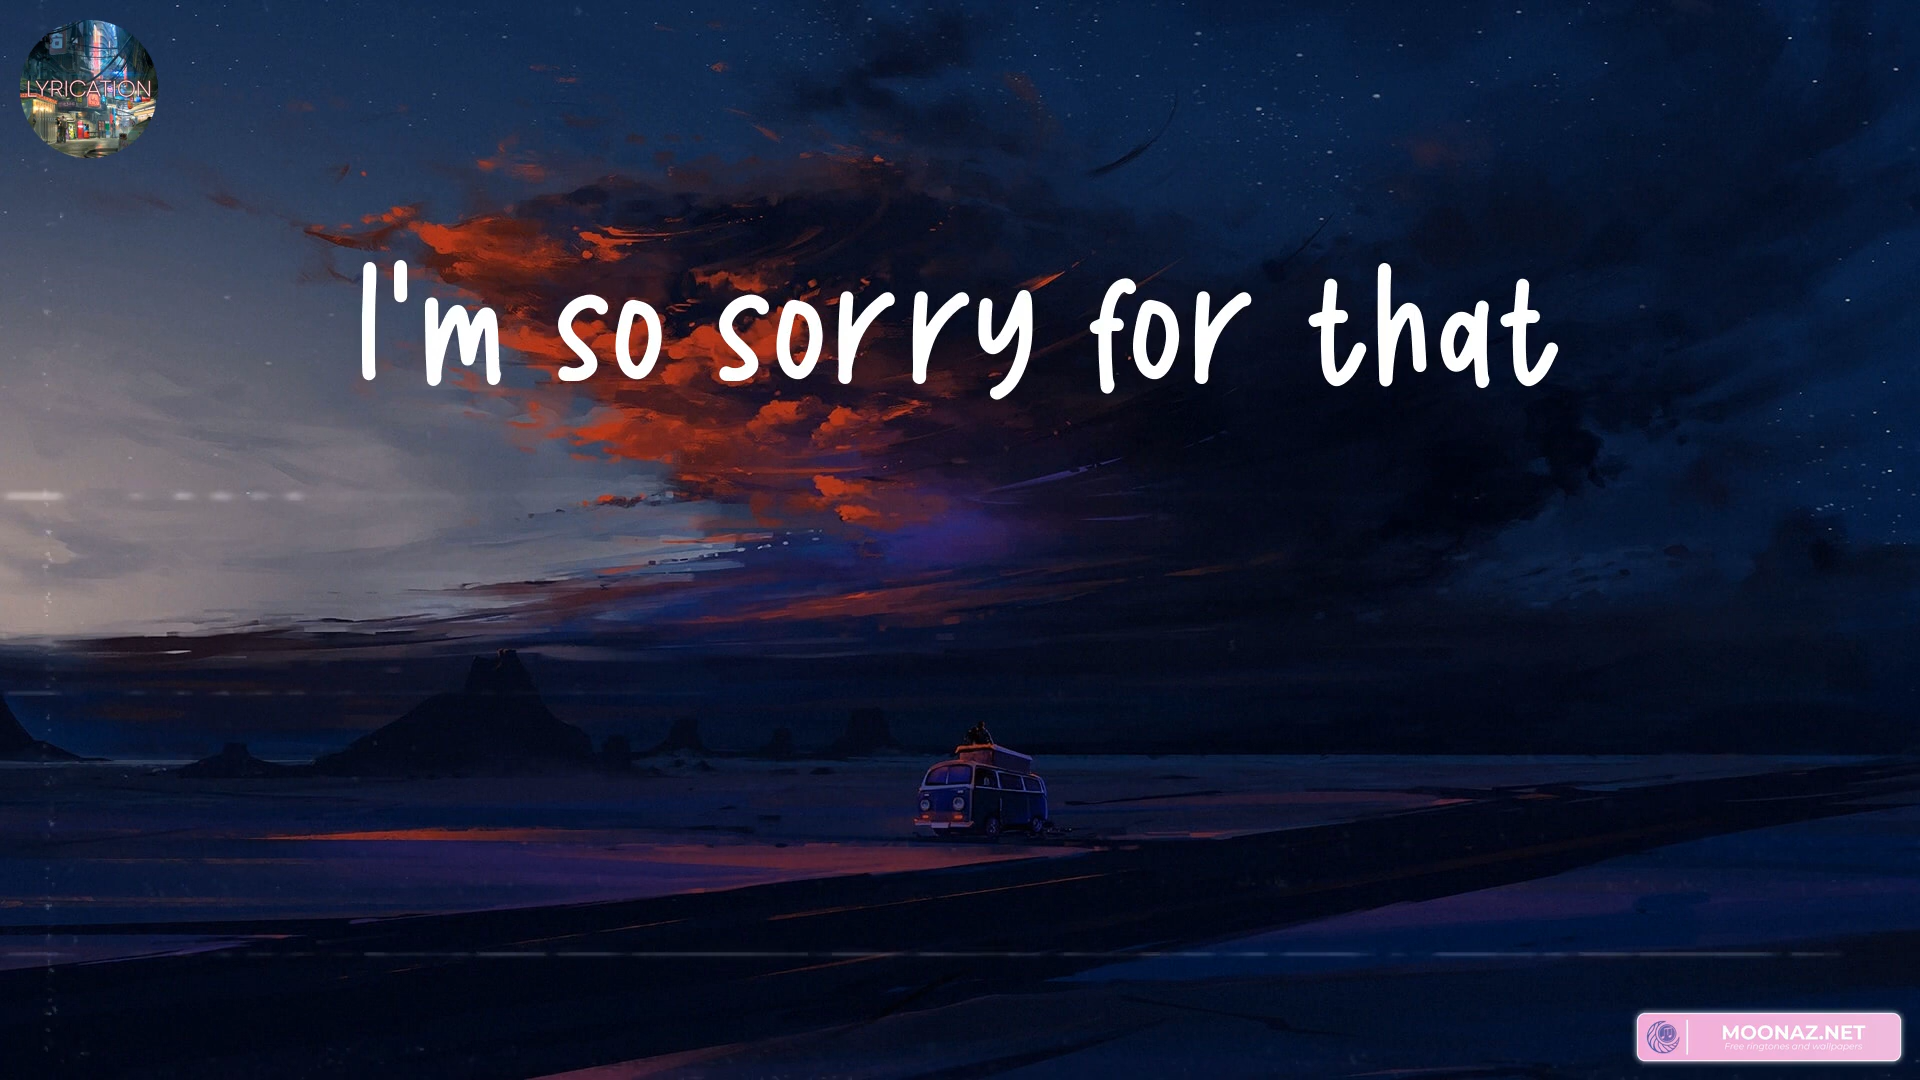 LYRICATION
I'm so sorry for that
MOONAZ.NET
Free ringtones and wallpapers